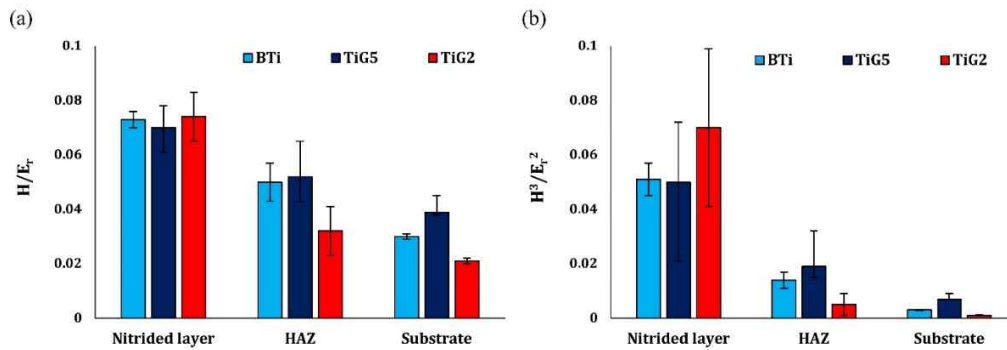 (a)
0.1
0.08
0.06
0.04
0.02
0
H/Eᵣ
BTi TiG5 TiG2
Nitrided layer HAZ Substrate
(b)
0.1
0.08
0.06
0.04
0.02
0
H³/Eᵣ²
BTi TiG5 TiG2
Nitrided layer HAZ Substrate